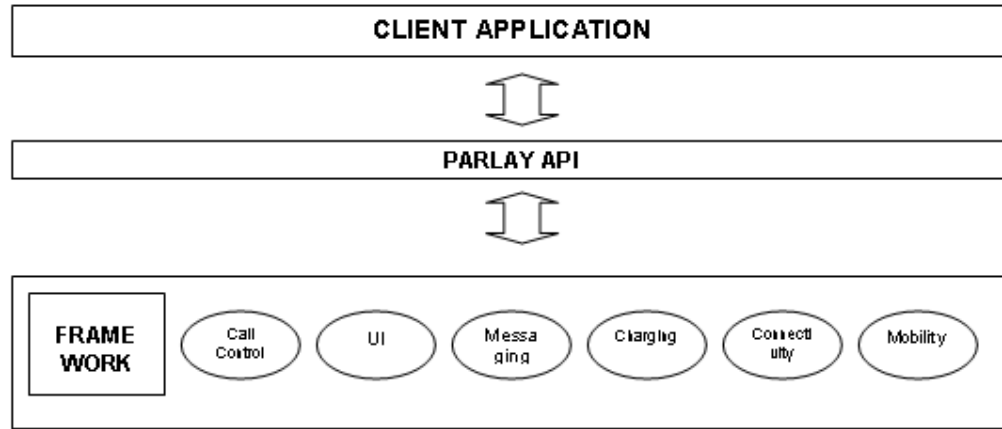 CLIENT APPLICATION
PARLAY API
FRAME
WORK
Call
Control
UI
Messa
ging
Charging
Connecti
vity
Mobility